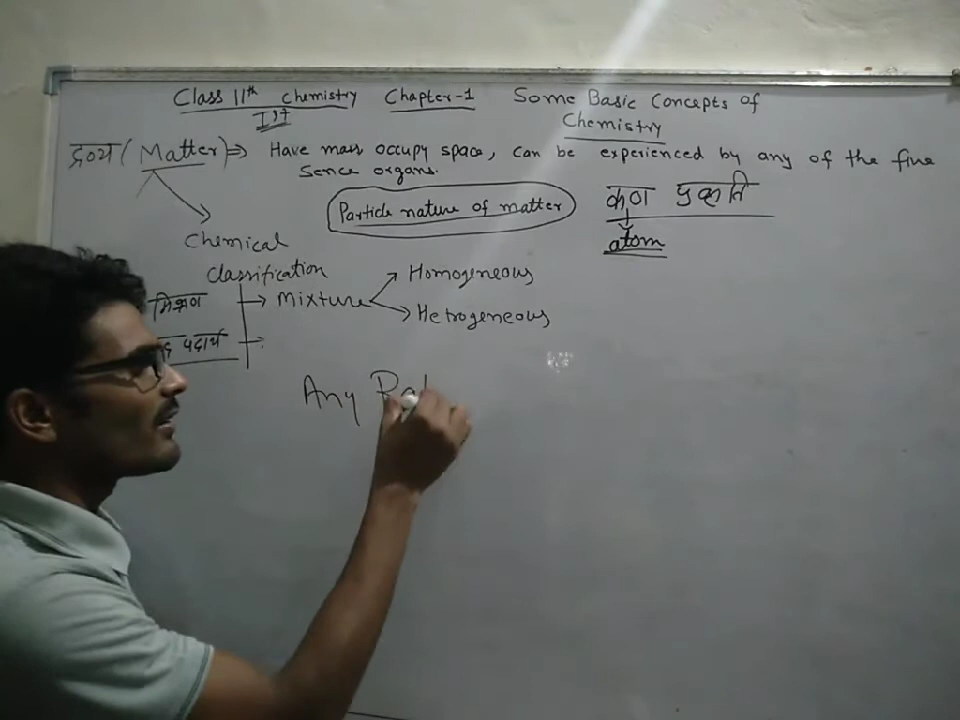 Class 11th Chemistry Chapter-1 Some Basic Concepts of
Ist Chemistry
द्रव्य (Matter) ⇒ Have mass occupy space, can be experienced by any of the five
Sence organs.
Particle nature of matter कण प्रकृति
atom
Chemical
classification
मिश्रण → Mixture
Homogeneous
Hetrogeneous
पदार्थ →
Any